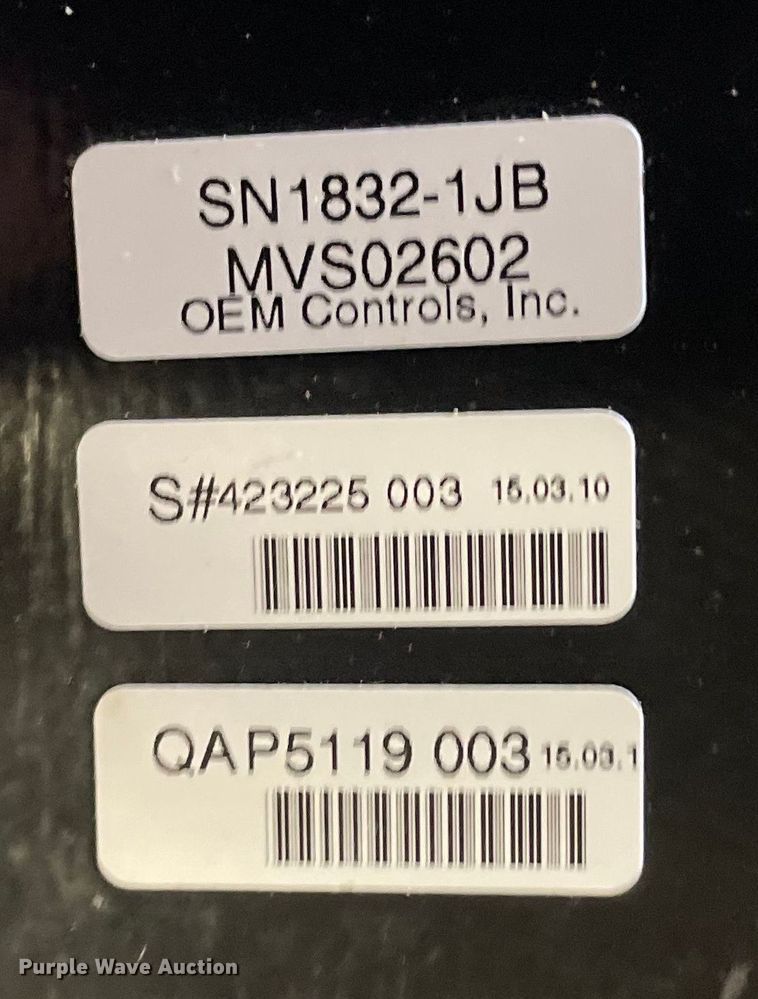 SN1832-1JB
MVS02602
OEM Controls, Inc.
S#423225 003 15.03.10
QAP5119 003 15.03.1
Purple Wave Auction